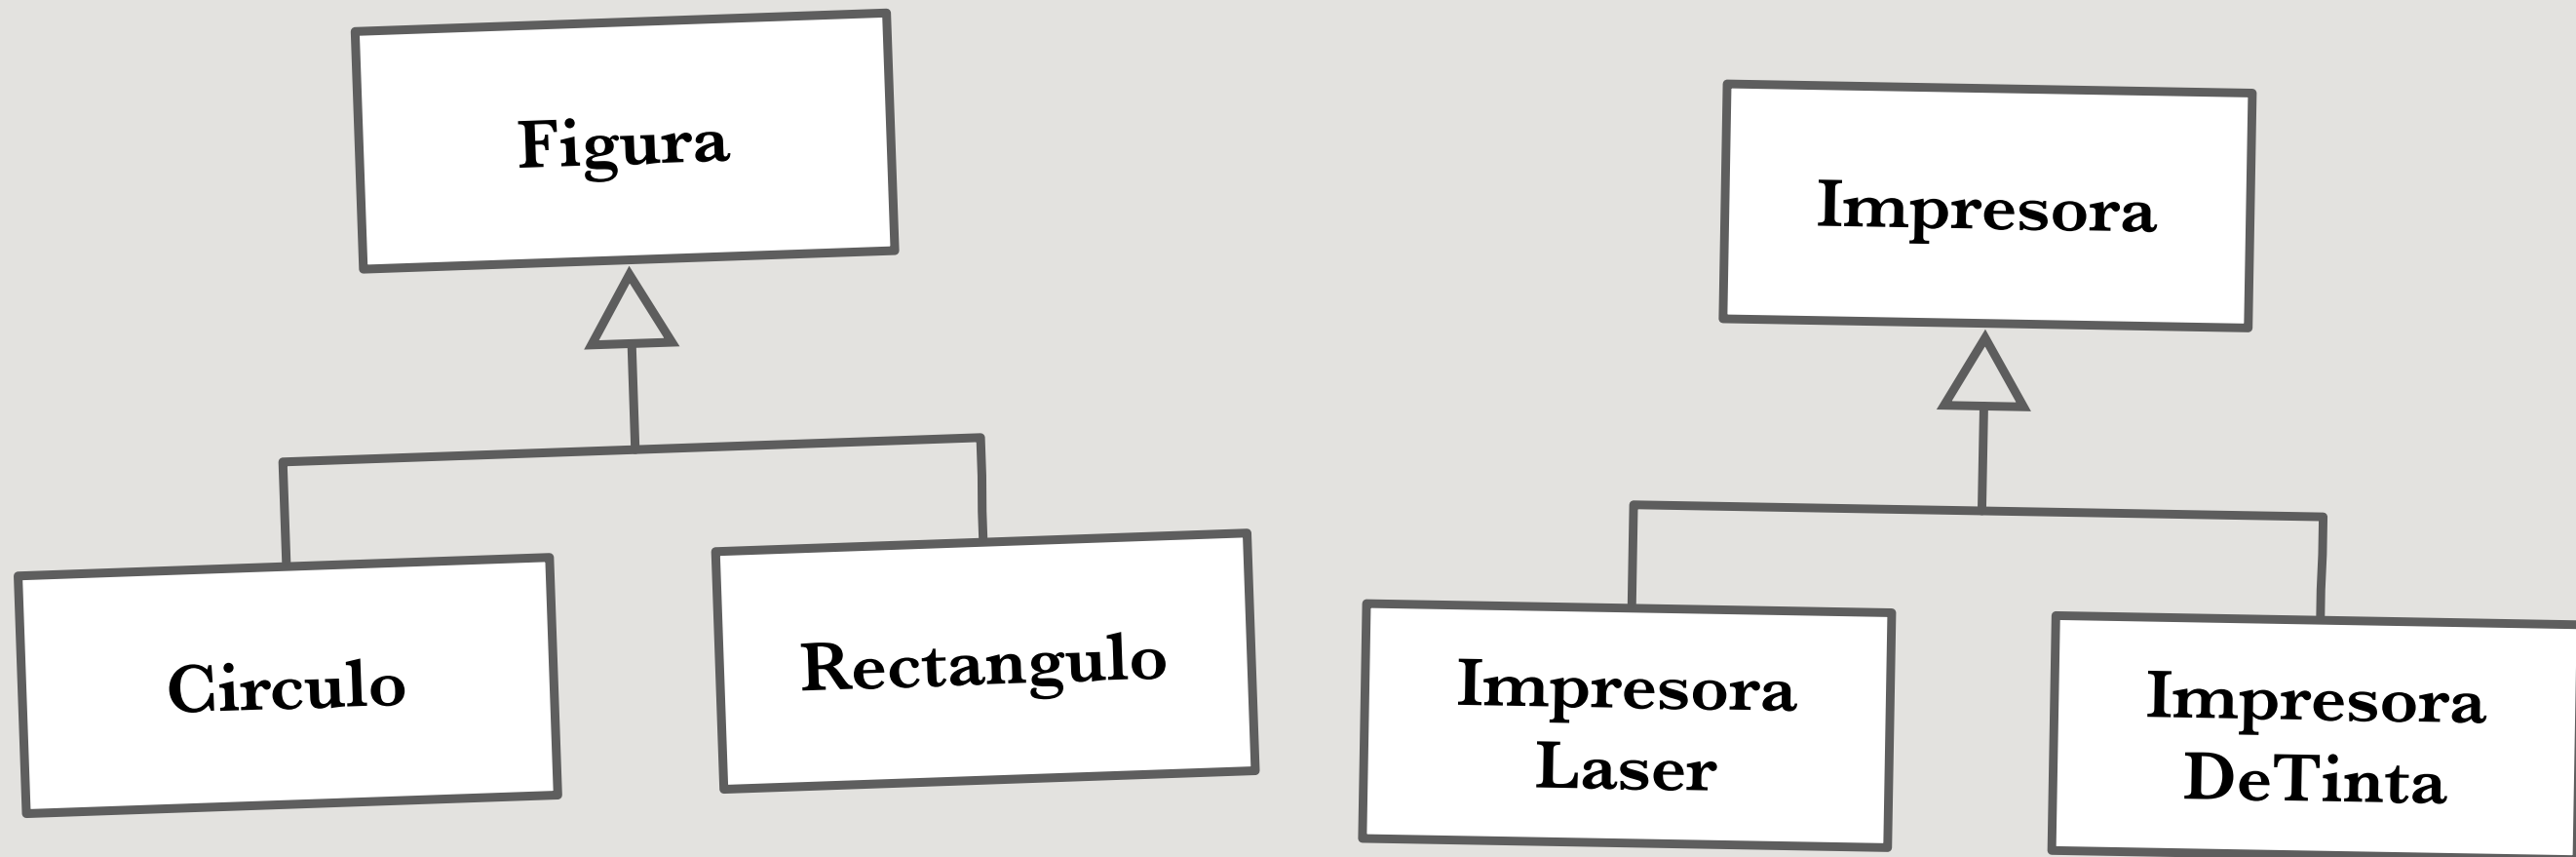 Figura
Circulo
Rectangulo
Impresora
Impresora
Laser
Impresora
DeTinta